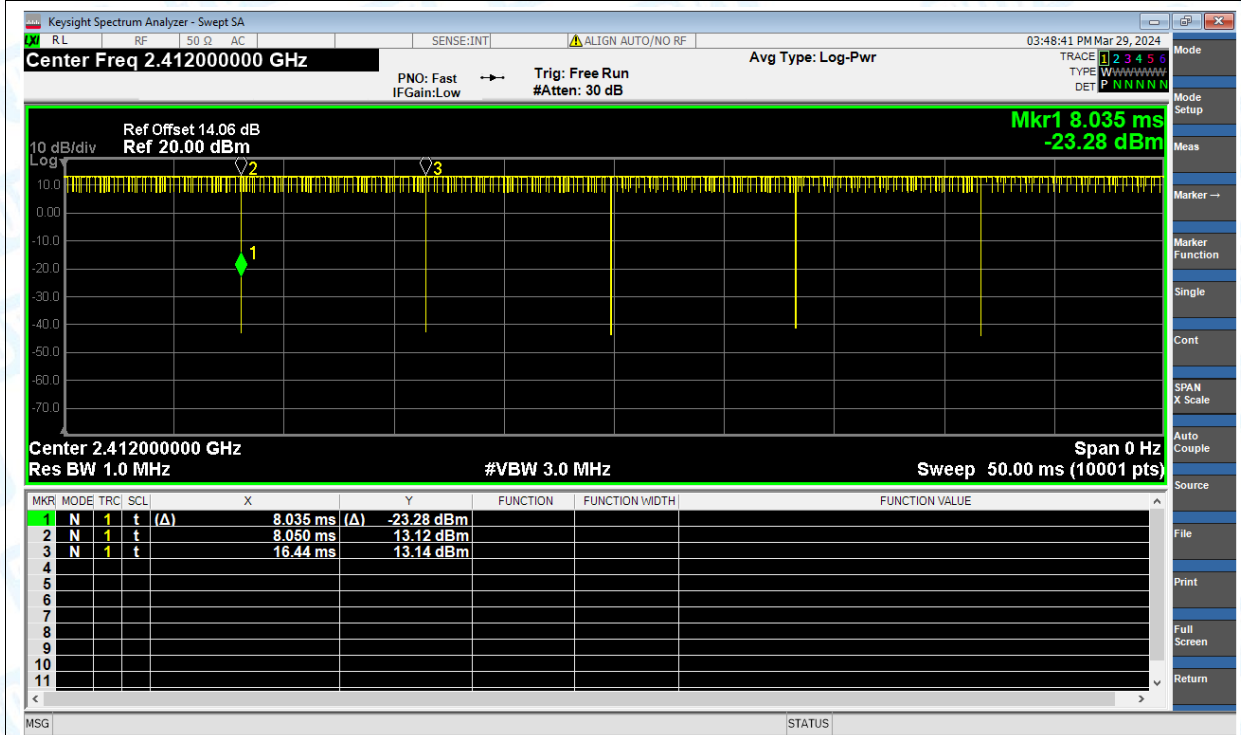 Keysight Spectrum Analyzer - Swept SA
LXI RL RF 50 Ω AC SENSE:INT ALIGN AUTO/NO RF 03:48:41 PM Mar 29, 2024
Center Freq 2.412000000 GHz
PNO: Fast
IFGain:Low
Trig: Free Run
#Atten: 30 dB
Avg Type: Log-Pwr
TRACE 1 2 3 4 5 6
TYPE WWWWWW
DET P N N N N N
Ref Offset 14.06 dB
10 dB/div Ref 20.00 dBm
Log
Mkr1 8.035 ms
-23.28 dBm
2
3
1
10.0
0.00
-10.0
-20.0
-30.0
-40.0
-50.0
-60.0
-70.0
Center 2.412000000 GHz Span 0 Hz
Res BW 1.0 MHz #VBW 3.0 MHz Sweep 50.00 ms (10001 pts)
MKR MODE TRC SCL X Y FUNCTION FUNCTION WIDTH FUNCTION VALUE
1 N 1 t (Δ) 8.035 ms (Δ) -23.28 dBm
2 N 1 t 8.050 ms 13.12 dBm
3 N 1 t 16.44 ms 13.14 dBm
4
5
6
7
8
9
10
11
MSG STATUS
Mode
Mode
Setup
Meas
Marker →
Marker
Function
Single
Cont
SPAN
X Scale
Auto
Couple
Source
File
Print
Full
Screen
Return